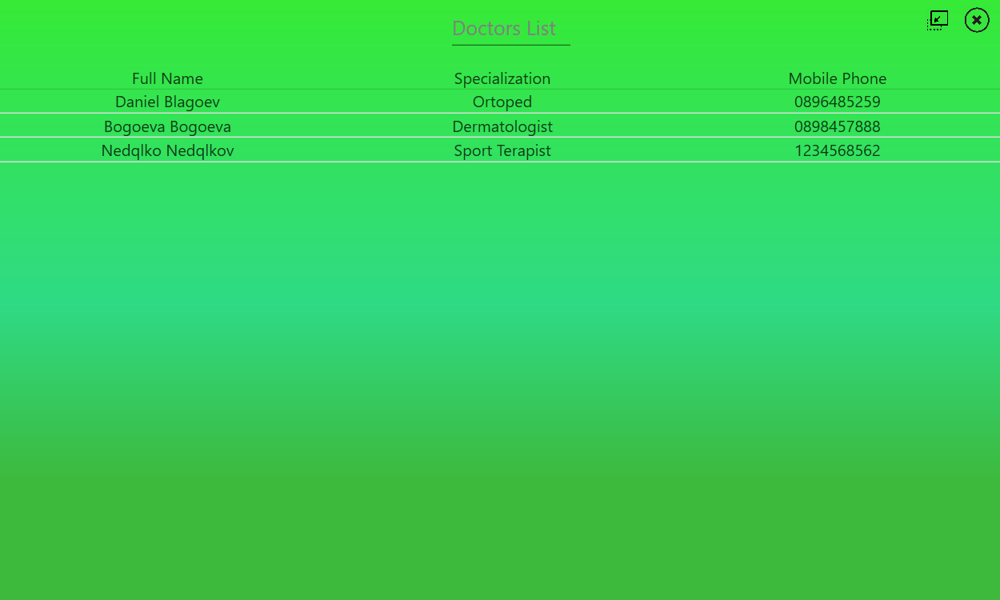 Doctors List
Full Name Specialization Mobile Phone
Daniel Blagoev Ortoped 0896485259
Bogoeva Bogoeva Dermatologist 0898457888
Nedqlko Nedqlkov Sport Terapist 1234568562